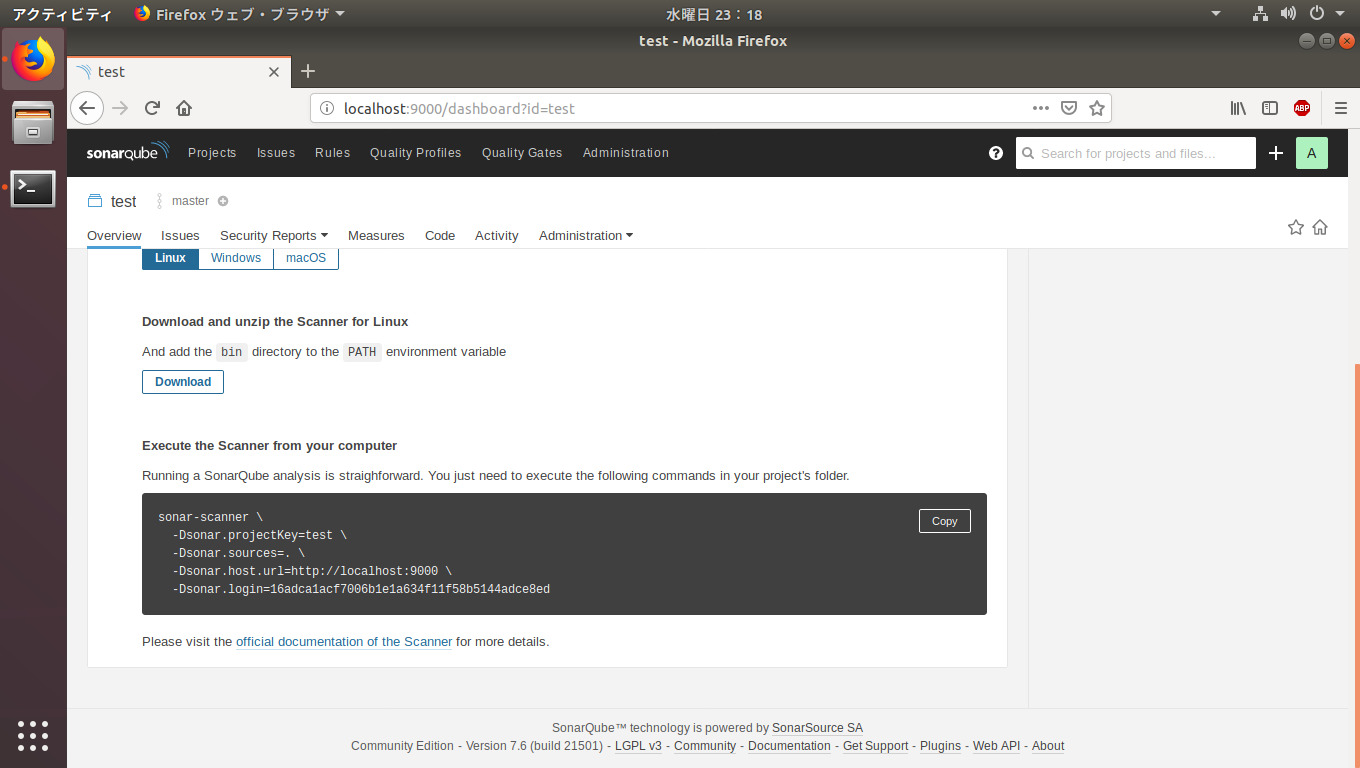 アクティビティ Firefox ウェブ・ブラウザ 水曜日 23:18
test - Mozilla Firefox
test
localhost:9000/dashboard?id=test ABP
sonarqube Projects Issues Rules Quality Profiles Quality Gates Administration ? Search for projects and files... A
test master
Overview Issues Security Reports Measures Code Activity Administration
Linux Windows macOS
Download and unzip the Scanner for Linux
And add the bin directory to the PATH environment variable
Download
Execute the Scanner from your computer
Running a SonarQube analysis is straighforward. You just need to execute the following commands in your project's folder.
sonar-scanner \ Copy
-Dsonar.projectKey=test \
-Dsonar.sources=. \
-Dsonar.host.url=http://localhost:9000 \
-Dsonar.login=16adca1acf7006b1e1a634f11f58b5144adce8ed
Please visit the official documentation of the Scanner for more details.
SonarQube™ technology is powered by SonarSource SA
Community Edition - Version 7.6 (build 21501) - LGPL v3 - Community - Documentation - Get Support - Plugins - Web API - About